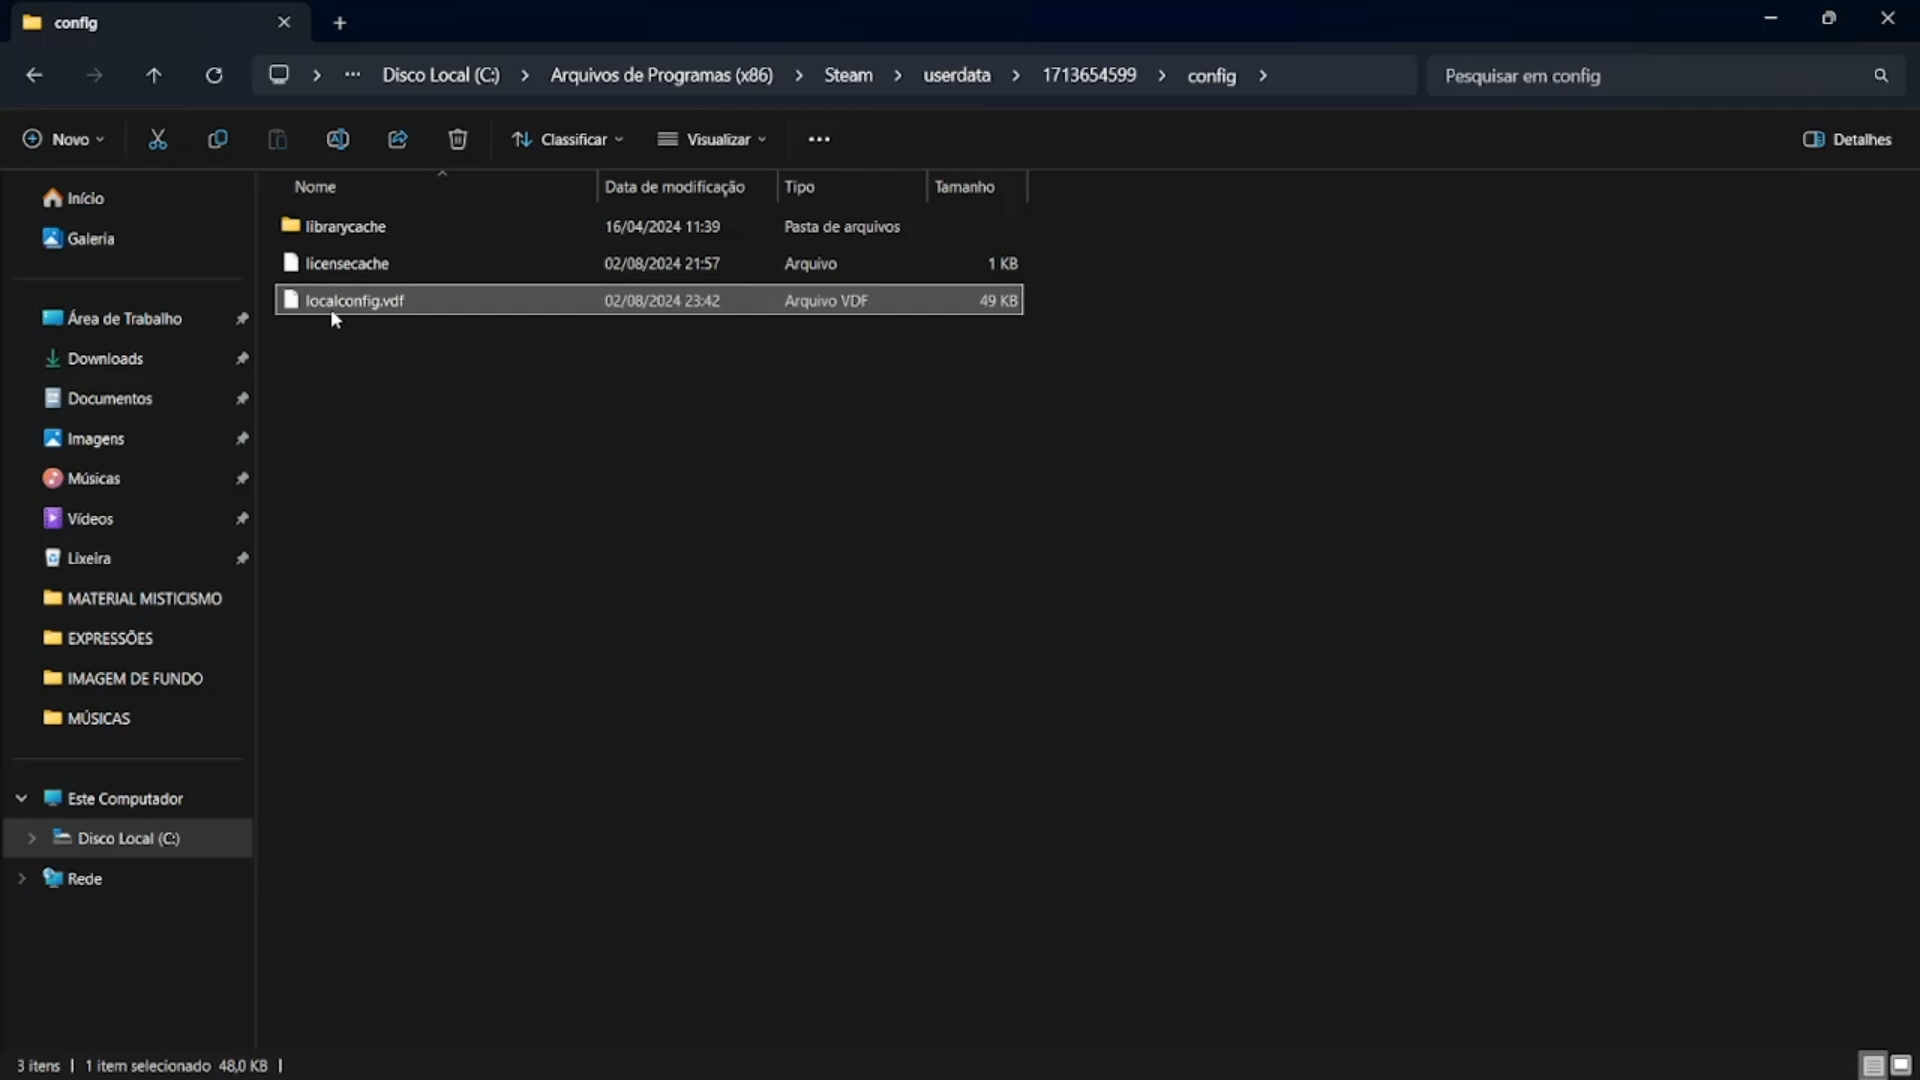 config
Disco Local (C:) Arquivos de Programas (x86) Steam userdata 1713654599 config
Pesquisar em config
Novo
Classificar
Visualizar
Detalhes
Nome Data de modificação Tipo Tamanho
librarycache 16/04/2024 11:39 Pasta de arquivos
licensecache 02/08/2024 21:57 Arquivo 1 KB
localconfig.vdf 02/08/2024 23:42 Arquivo VDF 49 KB
Início
Galeria
Área de Trabalho
Downloads
Documentos
Imagens
Músicas
Vídeos
Lixeira
MATERIAL MISTICISMO
EXPRESSÕES
IMAGEM DE FUNDO
MÚSICAS
Este Computador
Disco Local (C:)
Rede
3 itens | 1 item selecionado 48,0 KB |